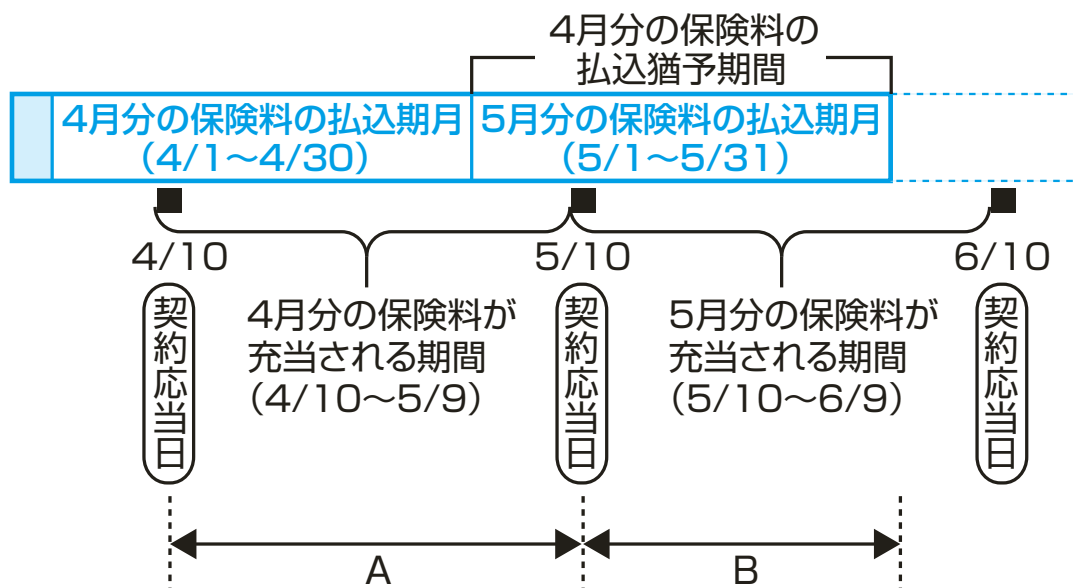 4月分の保険料の
払込猶予期間
4月分の保険料の払込期月
(4/1〜4/30)
5月分の保険料の払込期月
(5/1〜5/31)
4/10
5/10
6/10
契約応当日
4月分の保険料が
充当される期間
(4/10〜5/9)
契約応当日
5月分の保険料が
充当される期間
(5/10〜6/9)
契約応当日
A
B